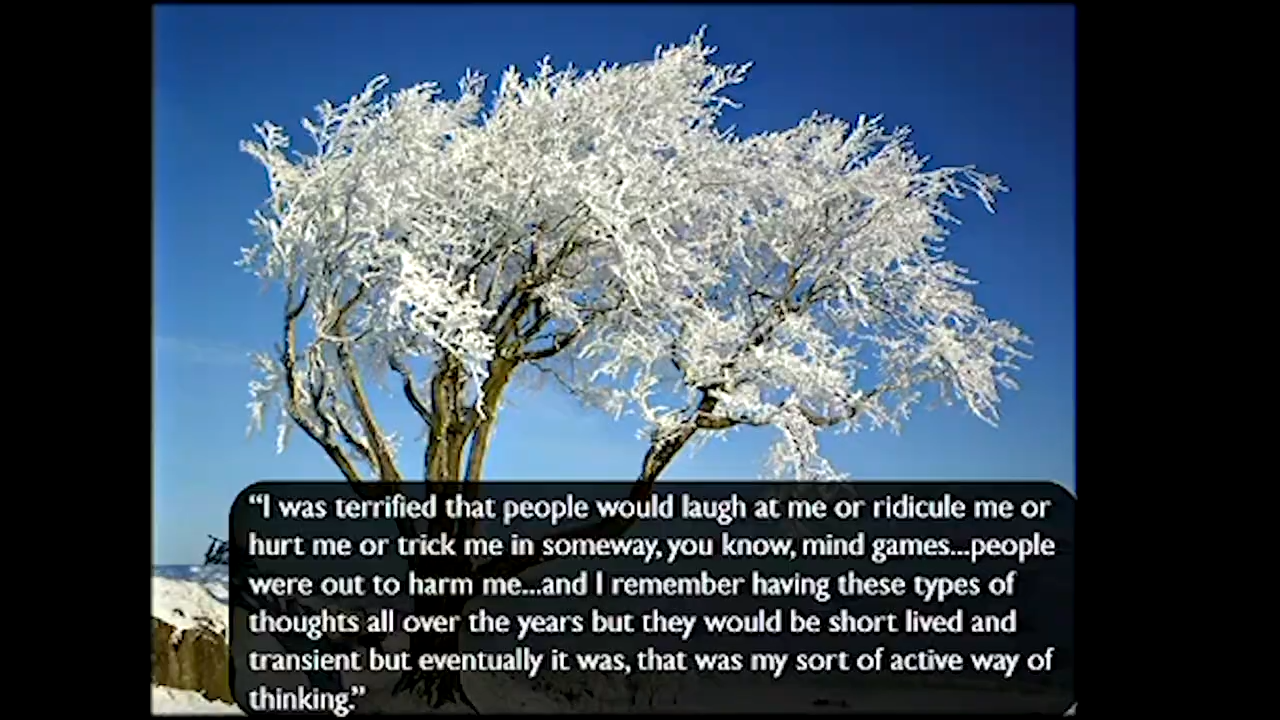 “I was terrified that people would laugh at me or ridicule me or
hurt me or trick me in someway, you know, mind games...people
were out to harm me...and I remember having these types of
thoughts all over the years but they would be short lived and
transient but eventually it was, that was my sort of active way of
thinking.”